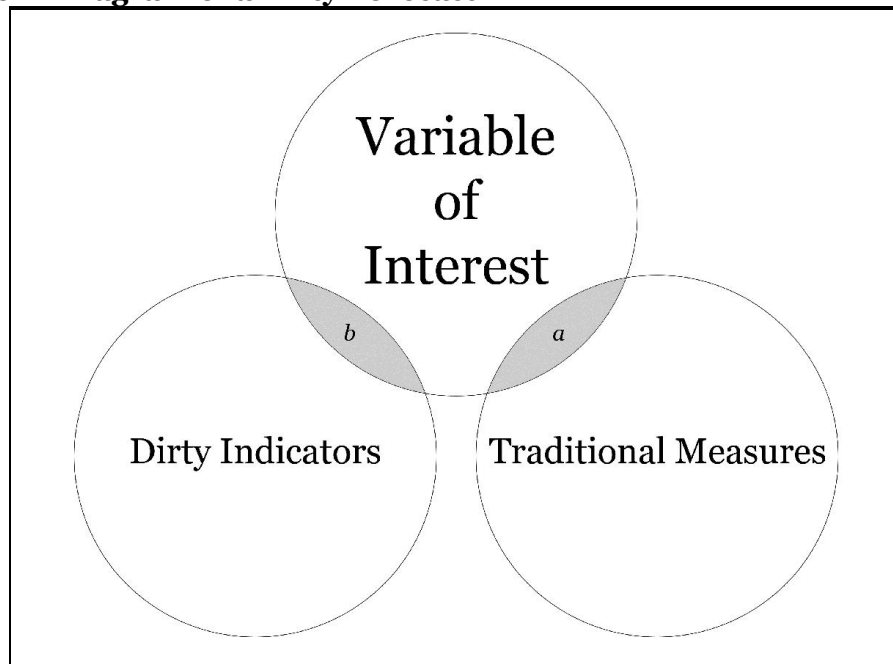 Variable
of
Interest
b
a
Dirty Indicators
Traditional Measures